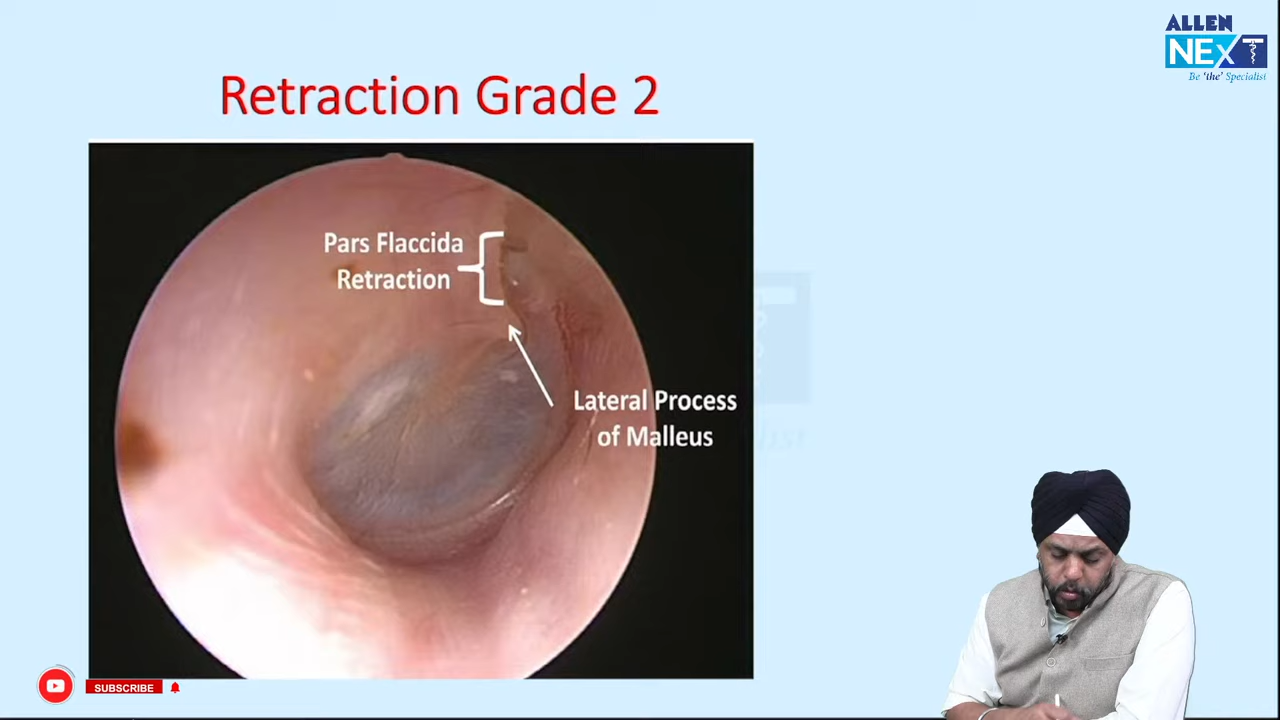 ALLEN
NEXT
Be 'the' Specialist
Retraction Grade 2
Pars Flaccida
Retraction
Lateral Process
of Malleus
SUBSCRIBE